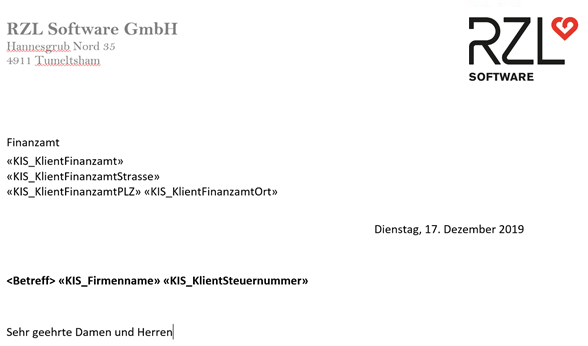 RZL Software GmbH
Hannesgrub Nord 35
4911 Tumeltsham
RZL
SOFTWARE
Finanzamt
«KIS_KlientFinanzamt»
«KIS_KlientFinanzamtStrasse»
«KIS_KlientFinanzamtPLZ» «KIS_KlientFinanzamtOrt»
Dienstag, 17. Dezember 2019
<Betreff> «KIS_Firmenname» «KIS_KlientSteuernummer»
Sehr geehrte Damen und Herren